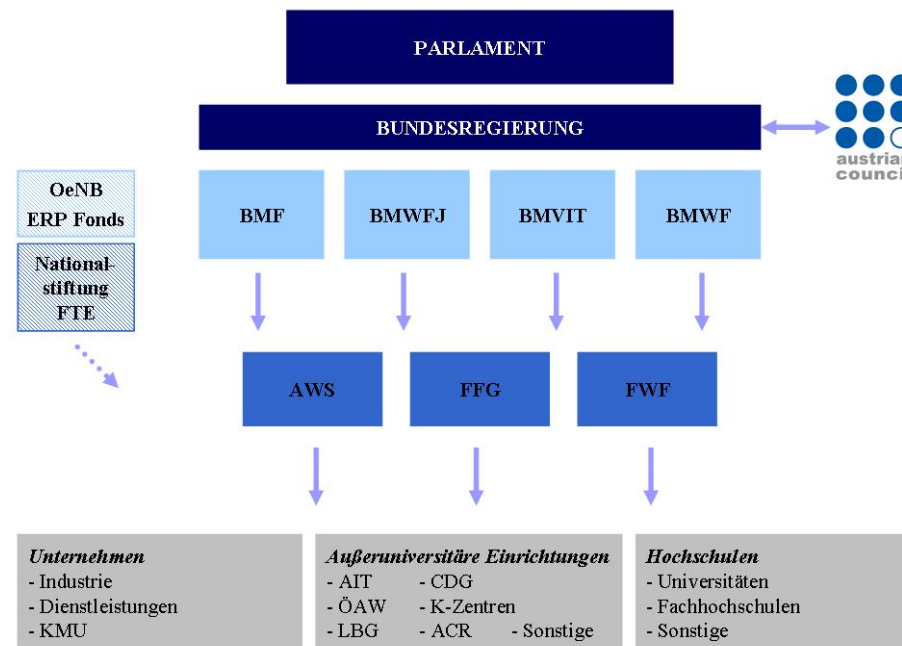 PARLAMENT
BUNDESREGIERUNG
austrian
council
OeNB
ERP Fonds
BMF
BMWFJ
BMVIT
BMWF
National-
stiftung
FTE
AWS
FFG
FWF
Unternehmen
- Industrie
- Dienstleistungen
- KMU
Außeruniversitäre Einrichtungen
- AIT - CDG
- ÖAW - K-Zentren
- LBG - ACR - Sonstige
Hochschulen
- Universitäten
- Fachhochschulen
- Sonstige